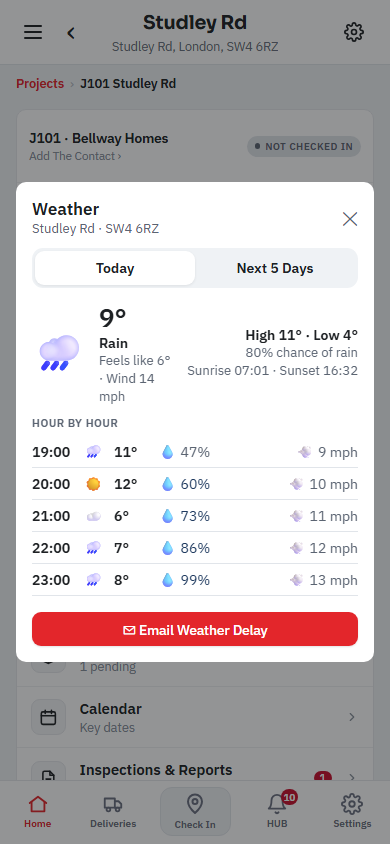 Studley Rd
Studley Rd, London, SW4 6RZ
Projects › J101 Studley Rd
J101 · Bellway Homes
Add The Contact ›
NOT CHECKED IN
Weather
Studley Rd · SW4 6RZ
Today
Next 5 Days
9°
Rain
Feels like 6°
· Wind 14
mph
High 11° · Low 4°
80% chance of rain
Sunrise 07:01 · Sunset 16:32
HOUR BY HOUR
19:00 11° 47% 9 mph
20:00 12° 60% 10 mph
21:00 6° 73% 11 mph
22:00 7° 86% 12 mph
23:00 8° 99% 13 mph
Email Weather Delay
1 pending
Calendar
Key dates
Inspections & Reports
1
10
Home
Deliveries
Check In
HUB
Settings